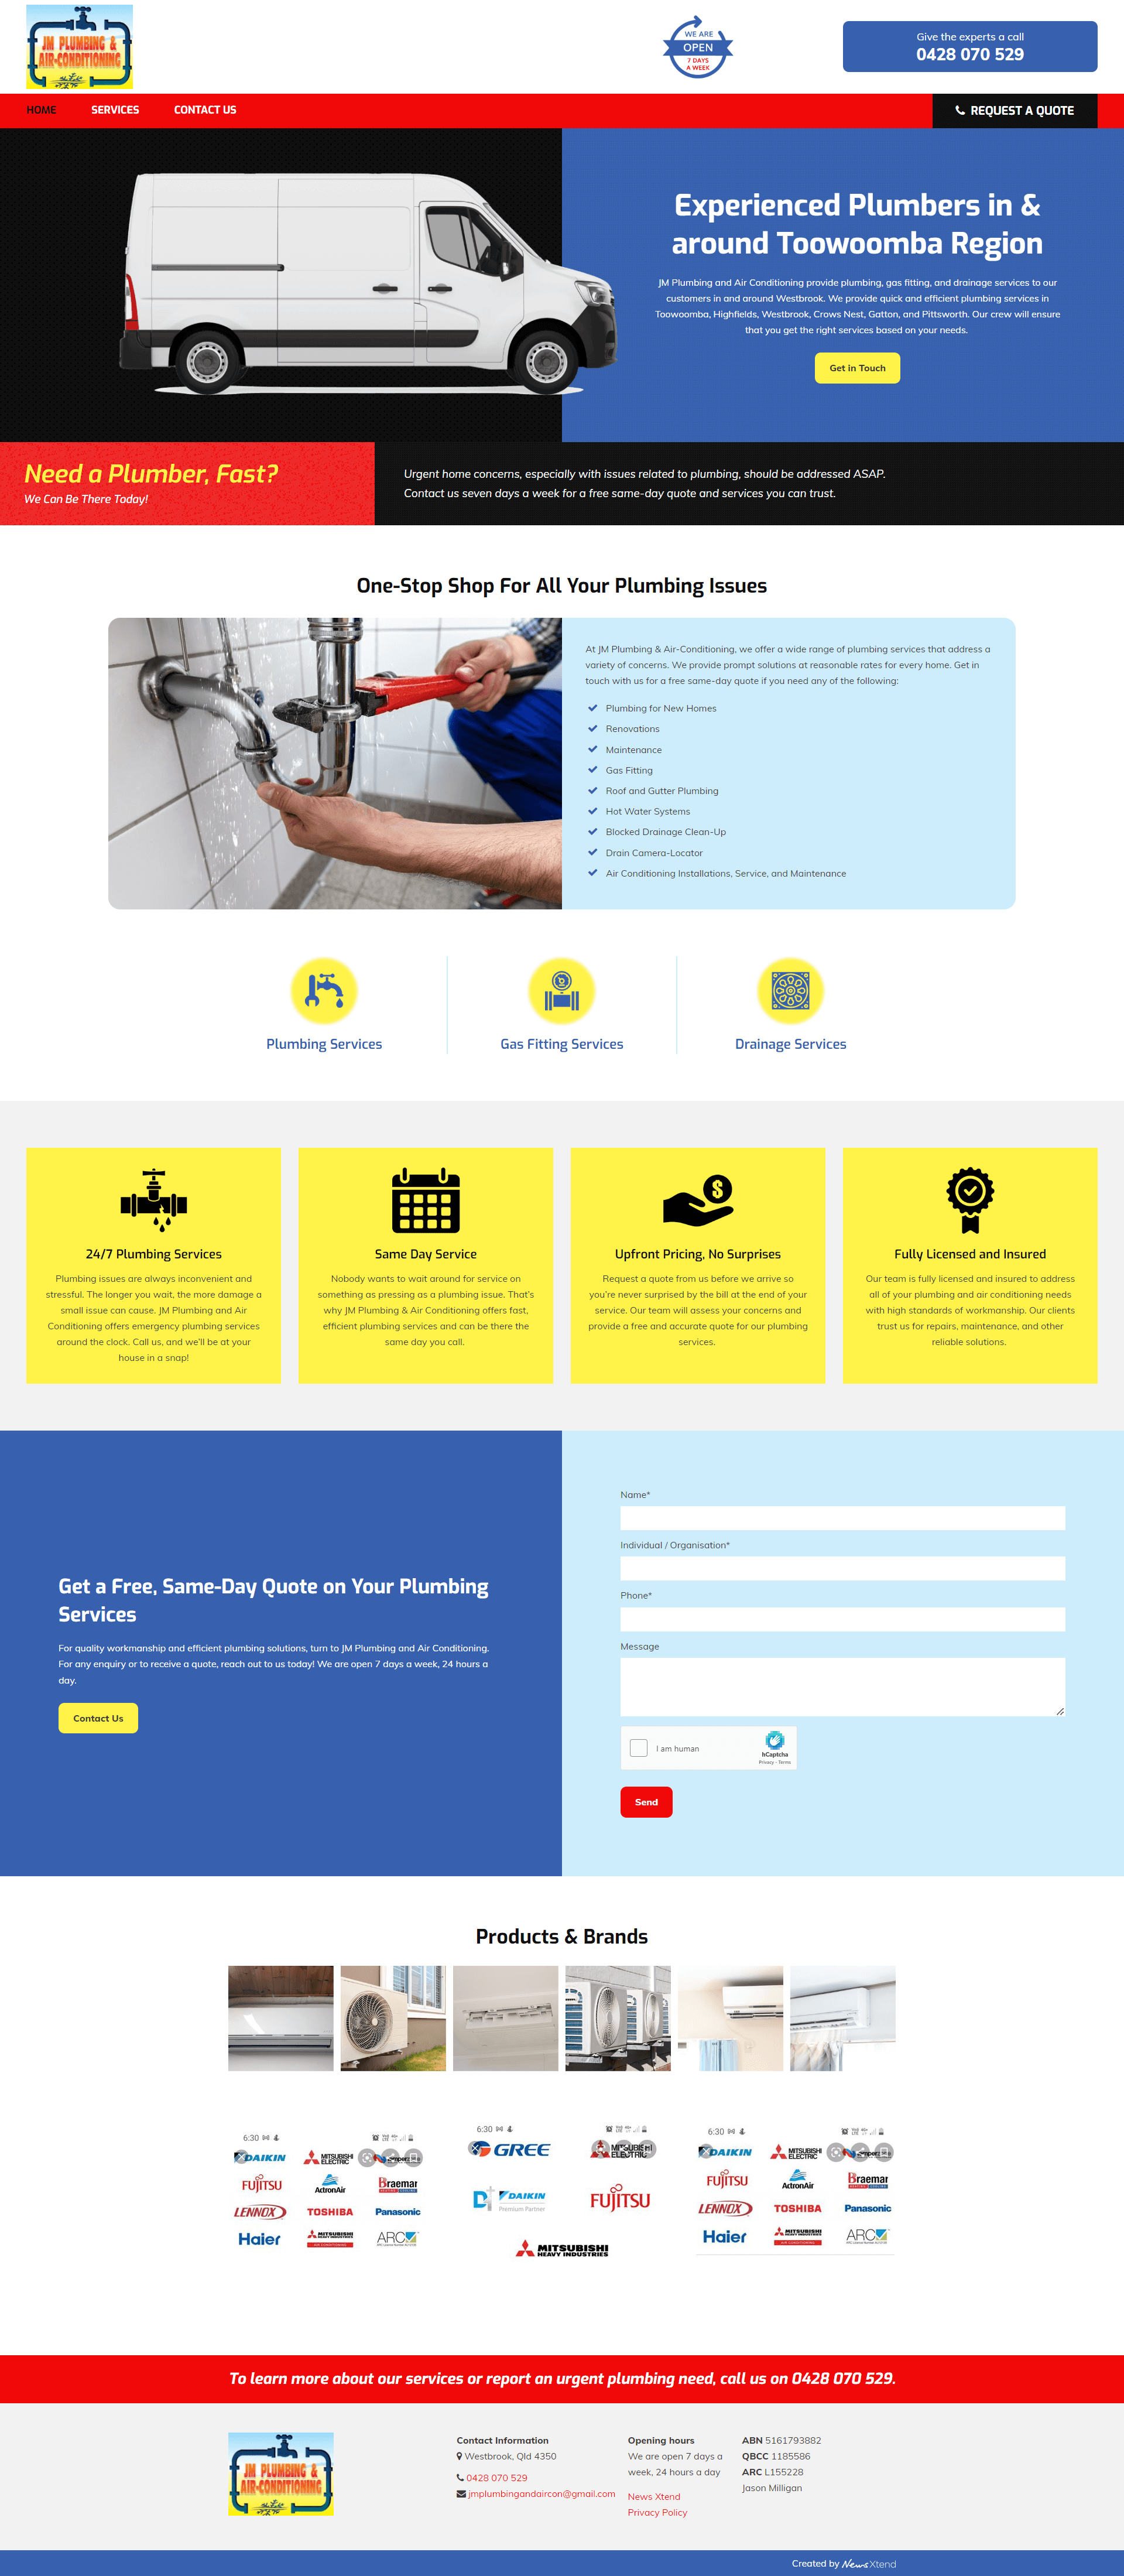 JM PLUMBING &
AIR-CONDITIONING
WE ARE
OPEN
7 DAYS
A WEEK
Give the experts a call
0428 070 529
HOME
SERVICES
CONTACT US
REQUEST A QUOTE
Experienced Plumbers in &
around Toowoomba Region
JM Plumbing and Air Conditioning provide plumbing, gas fitting, and drainage services to our
customers in and around Westbrook. We provide quick and efficient plumbing services in
Toowoomba, Highfields, Westbrook, Crows Nest, Gatton, and Pittsworth. Our crew will ensure
that you get the right services based on your needs.
Get in Touch
Need a Plumber, Fast?
We Can Be There Today!
Urgent home concerns, especially with issues related to plumbing, should be addressed ASAP.
Contact us seven days a week for a free same-day quote and services you can trust.
One-Stop Shop For All Your Plumbing Issues
At JM Plumbing & Air-Conditioning, we offer a wide range of plumbing services that address a
variety of concerns. We provide prompt solutions at reasonable rates for every home. Get in
touch with us for a free same-day quote if you need any of the following:
Plumbing for New Homes
Renovations
Maintenance
Gas Fitting
Roof and Gutter Plumbing
Hot Water Systems
Blocked Drainage Clean-Up
Drain Camera-Locator
Air Conditioning Installations, Service, and Maintenance
Plumbing Services
Gas Fitting Services
Drainage Services
24/7 Plumbing Services
Plumbing issues are always inconvenient and
stressful. The longer you wait, the more damage a
small issue can cause. JM Plumbing and Air
Conditioning offers emergency plumbing services
around the clock. Call us, and we'll be at your
house in a snap!
Same Day Service
Nobody wants to wait around for service on
something as pressing as a plumbing issue. That's
why JM Plumbing & Air Conditioning offers fast,
efficient plumbing services and can be there the
same day you call.
Upfront Pricing, No Surprises
Request a quote from us before we arrive so
you're never surprised by the bill at the end of your
service. Our team will assess your concerns and
provide a free and accurate quote for our plumbing
services.
Fully Licensed and Insured
Our team is fully licensed and insured to address
all of your plumbing and air conditioning needs
with high standards of workmanship. Our clients
trust us for repairs, maintenance, and other
reliable solutions.
Get a Free, Same-Day Quote on Your Plumbing
Services
For quality workmanship and efficient plumbing solutions, turn to JM Plumbing and Air Conditioning.
For any enquiry or to receive a quote, reach out to us today! We are open 7 days a week, 24 hours a
day.
Contact Us
Name*
Individual / Organisation*
Phone*
Message
I am human
hCaptcha
Privacy - Terms
Send
Products & Brands
6:30
DAIKIN
MITSUBISHI
ELECTRIC
FUJITSU
ActronAir
Braemar
LENNOX
TOSHIBA
Panasonic
Haier
MITSUBISHI
HEAVY INDUSTRIES
AIR CONDITIONING
ARC
6:30
GREE
MITSUBISHI
ELECTRIC
DAIKIN
Premium Partner
FUJITSU
MITSUBISHI
HEAVY INDUSTRIES
6:30
DAIKIN
MITSUBISHI
ELECTRIC
FUJITSU
ActronAir
Braemar
LENNOX
TOSHIBA
Panasonic
Haier
MITSUBISHI
HEAVY INDUSTRIES
AIR CONDITIONING
ARC
To learn more about our services or report an urgent plumbing need, call us on 0428 070 529.
JM PLUMBING &
AIR-CONDITIONING
Contact Information
Westbrook, Qld 4350
0428 070 529
jmplumbingandaircon@gmail.com
Opening hours
We are open 7 days a
week, 24 hours a day
News Xtend
Privacy Policy
ABN 5161793882
QBCC 1185586
ARC L155228
Jason Milligan
Created by News Xtend